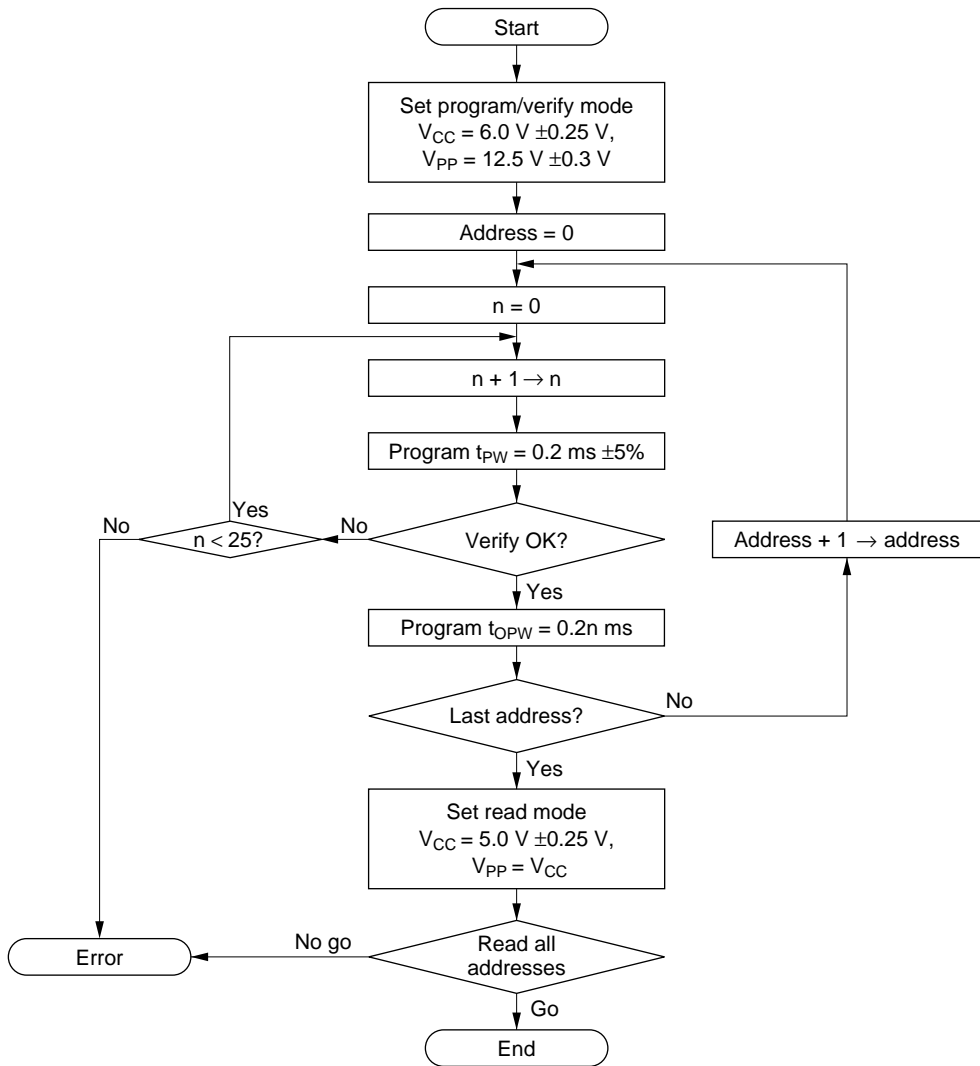 Start
Set program/verify mode
VCC = 6.0 V ±0.25 V,
VPP = 12.5 V ±0.3 V
Address = 0
n = 0
n + 1 → n
Program tPW = 0.2 ms ±5%
Verify OK?
No
n < 25?
Yes
No
Yes
Address + 1 → address
Program tOPW = 0.2n ms
Last address?
No
Yes
Set read mode
VCC = 5.0 V ±0.25 V,
VPP = VCC
Read all
addresses
No go
Error
Go
End